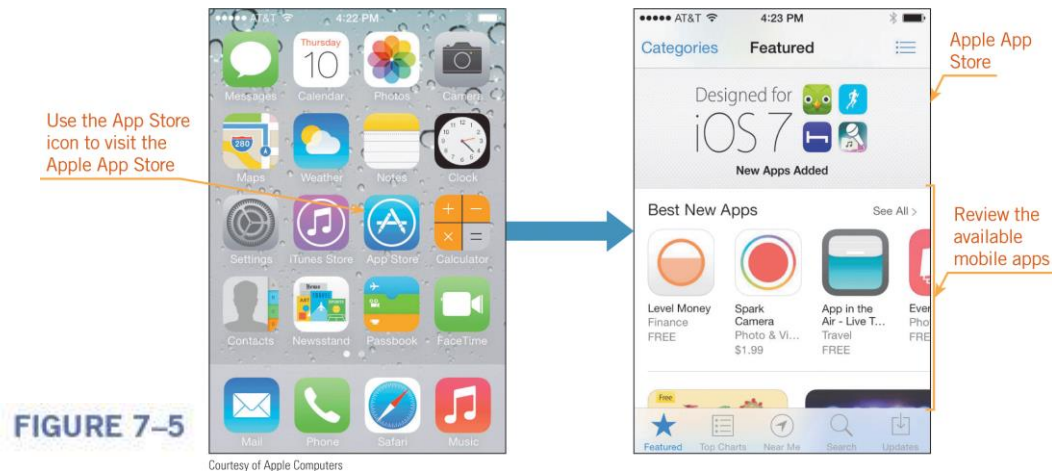 Use the App Store
icon to visit the
Apple App Store
AT&T 4:22 PM
Thursday
10
Messages Calendar Photos Camera
280
Maps Weather Notes Clock
Settings iTunes Store App Store Calculator
Contacts Newsstand Passbook FaceTime
Mail Phone Safari Music
AT&T 4:23 PM
Categories Featured
Designed for
iOS 7
New Apps Added
Best New Apps See All >
Level Money
Finance
FREE
Spark
Camera
Photo & Vi...
$1.99
App in the
Air - Live T...
Travel
FREE
Ever
Pho
FRE
Free
Featured Top Charts Near Me Search Updates
Apple App
Store
Review the
available
mobile apps
FIGURE 7–5
Courtesy of Apple Computers